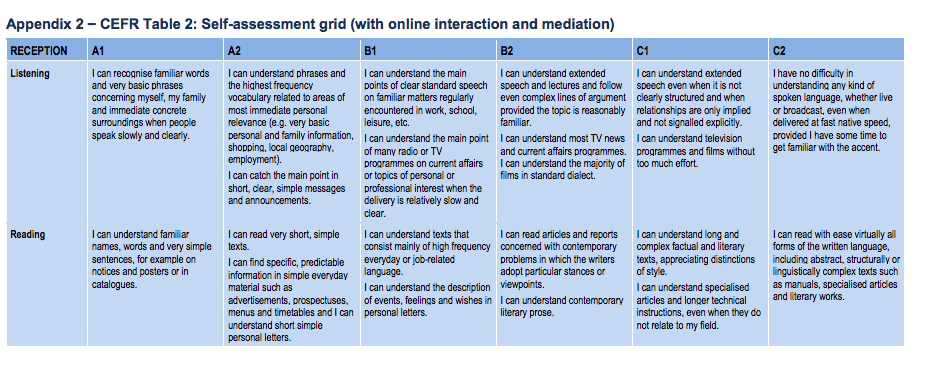 Appendix 2 – CEFR Table 2: Self-assessment grid (with online interaction and mediation)
RECEPTION
A1
A2
B1
B2
C1
C2
Listening
I can recognise familiar words
and very basic phrases
concerning myself, my family
and immediate concrete
surroundings when people
speak slowly and clearly.
I can understand phrases and
the highest frequency
vocabulary related to areas of
most immediate personal
relevance (e.g. very basic
personal and family information,
shopping, local geography,
employment).
I can catch the main point in
short, clear, simple messages
and announcements.
I can understand the main
points of clear standard speech
on familiar matters regularly
encountered in work, school,
leisure, etc.
I can understand the main point
of many radio or TV
programmes on current affairs
or topics of personal or
professional interest when the
delivery is relatively slow and
clear.
I can understand extended
speech and lectures and follow
even complex lines of argument
provided the topic is reasonably
familiar.
I can understand most TV news
and current affairs programmes.
I can understand the majority of
films in standard dialect.
I can understand extended
speech even when it is not
clearly structured and when
relationships are only implied
and not signalled explicitly.
I can understand television
programmes and films without
too much effort.
I have no difficulty in
understanding any kind of
spoken language, whether live
or broadcast, even when
delivered at fast native speed,
provided I have some time to
get familiar with the accent.
Reading
I can understand familiar
names, words and very simple
sentences, for example on
notices and posters or in
catalogues.
I can read very short, simple
texts.
I can find specific, predictable
information in simple everyday
material such as
advertisements, prospectuses,
menus and timetables and I can
understand short simple
personal letters.
I can understand texts that
consist mainly of high frequency
everyday or job-related
language.
I can understand the description
of events, feelings and wishes in
personal letters.
I can read articles and reports
concerned with contemporary
problems in which the writers
adopt particular stances or
viewpoints.
I can understand contemporary
literary prose.
I can understand long and
complex factual and literary
texts, appreciating distinctions
of style.
I can understand specialised
articles and longer technical
instructions, even when they do
not relate to my field.
I can read with ease virtually all
forms of the written language,
including abstract, structurally or
linguistically complex texts such
as manuals, specialised articles
and literary works.